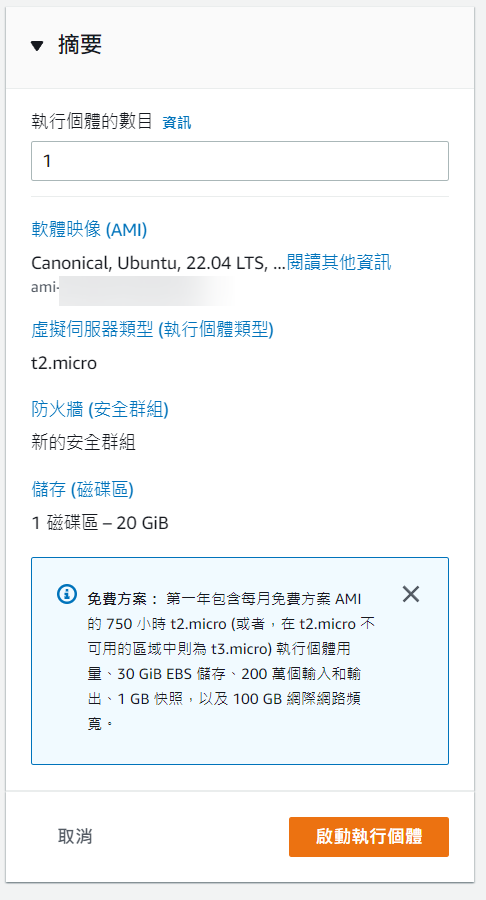 摘要
執行個體的數目 資訊
1
軟體映像 (AMI)
Canonical, Ubuntu, 22.04 LTS, ...閱讀其他資訊
ami-
虛擬伺服器類型 (執行個體類型)
t2.micro
防火牆 (安全群組)
新的安全群組
儲存 (磁碟區)
1 磁碟區 – 20 GiB
免費方案： 第一年包含每月免費方案 AMI
的 750 小時 t2.micro (或者，在 t2.micro 不
可用的區域中則為 t3.micro) 執行個體用
量、30 GiB EBS 儲存、200 萬個輸入和輸
出、1 GB 快照，以及 100 GB 網際網路頻
寬。
取消
啟動執行個體